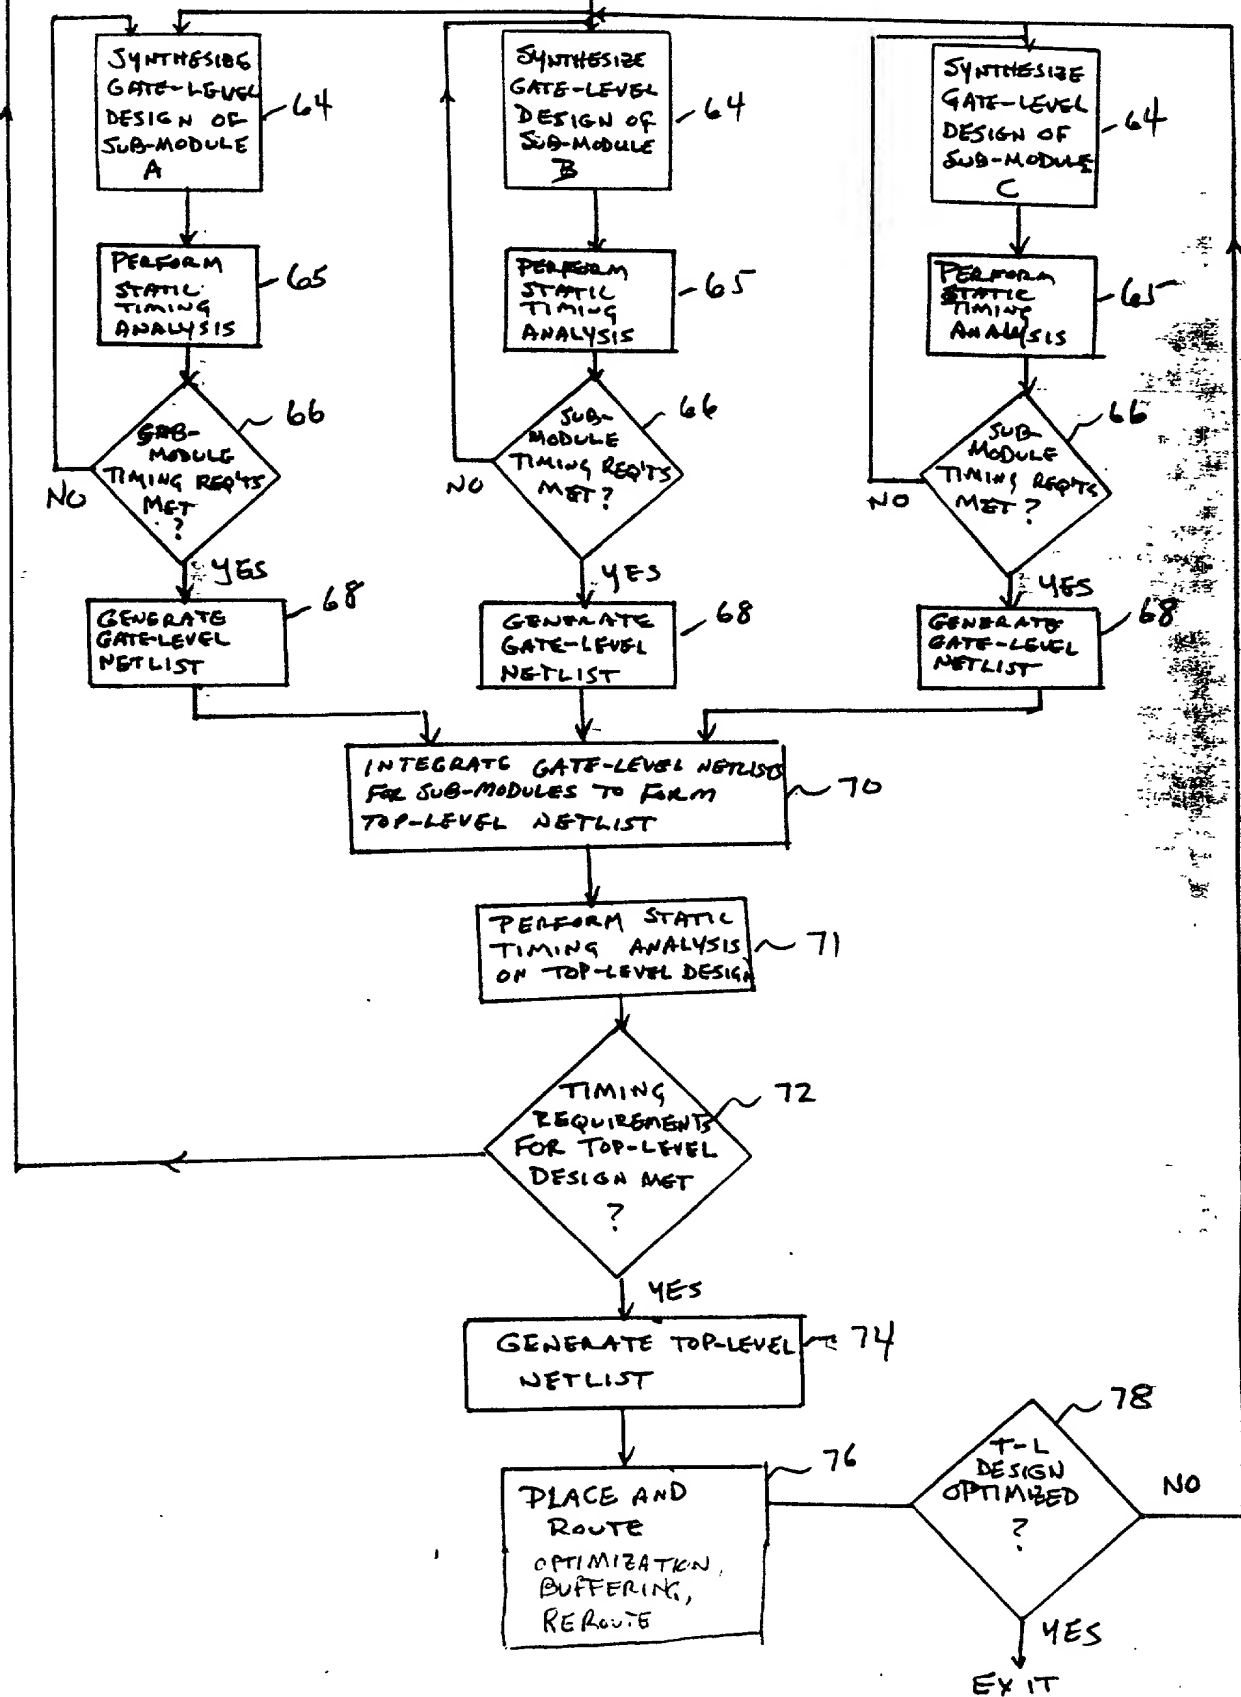 SYNTHESIZE
GATE-LEVEL
DESIGN OF
SUB-MODULE
A
64
SYNTHESIZE
GATE-LEVEL
DESIGN OF
SUB-MODULE
B
64
SYNTHESIZE
GATE-LEVEL
DESIGN OF
SUB-MODULE
C
64
PERFORM
STATIC
TIMING
ANALYSIS
65
PERFORM
STATIC
TIMING
ANALYSIS
65
PERFORM
STATIC
TIMING
ANALYSIS
65
SUB-
MODULE
TIMING REQ'TS
MET
?
66
NO
YES
SUB-
MODULE
TIMING REQ'TS
MET?
66
NO
YES
SUB-
MODULE
TIMING REQ'TS
MET?
66
NO
YES
GENERATE
GATE-LEVEL
NETLIST
68
GENERATE
GATE-LEVEL
NETLIST
68
GENERATE
GATE-LEVEL
NETLIST
68
INTEGRATE GATE-LEVEL NETLISTS
FOR SUB-MODULES TO FORM
TOP-LEVEL NETLIST
70
PERFORM STATIC
TIMING ANALYSIS
ON TOP-LEVEL DESIGN
71
TIMING
REQUIREMENTS
FOR TOP-LEVEL
DESIGN MET
?
72
YES
GENERATE TOP-LEVEL
NETLIST
74
PLACE AND
ROUTE
OPTIMIZATION,
BUFFERING,
REROUTE
76
T-L
DESIGN
OPTIMIZED
?
78
NO
YES
EXIT